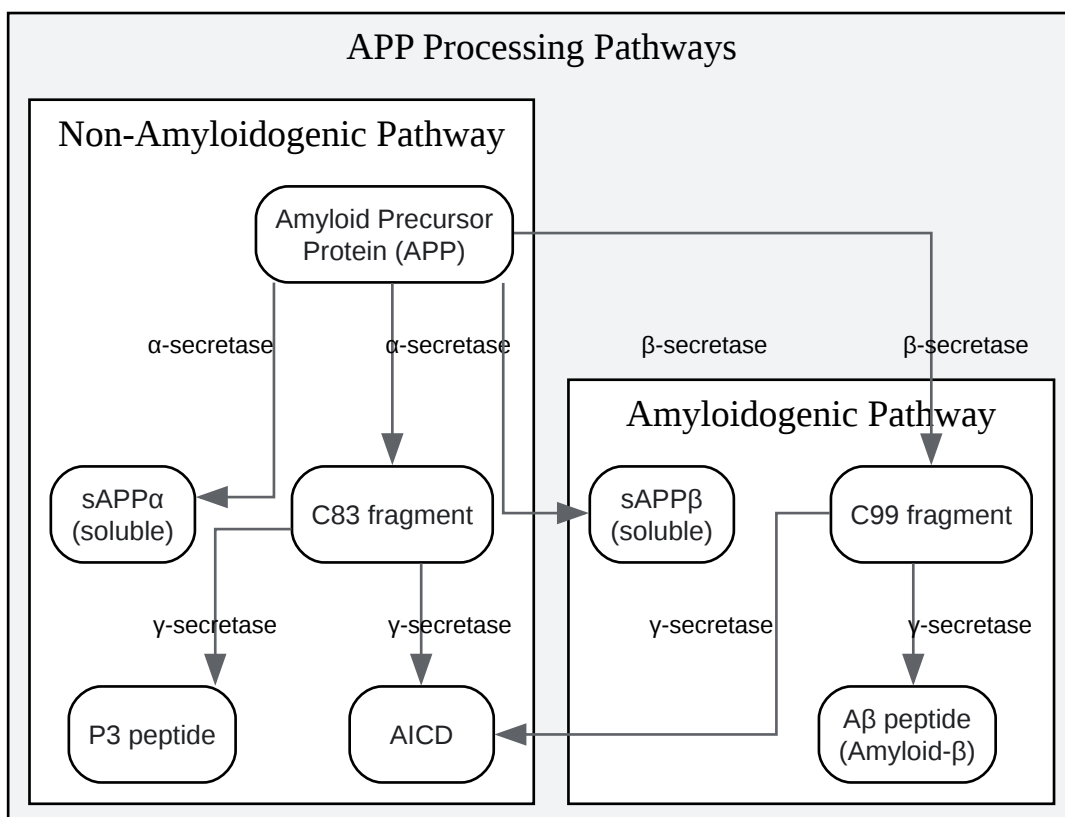 APP Processing Pathways
Non-Amyloidogenic Pathway
Amyloid Precursor
Protein (APP)
α-secretase
α-secretase
β-secretase
β-secretase
Amyloidogenic Pathway
sAPPα
(soluble)
C83 fragment
sAPPβ
(soluble)
C99 fragment
γ-secretase
γ-secretase
γ-secretase
γ-secretase
P3 peptide
AICD
Aβ peptide
(Amyloid-β)